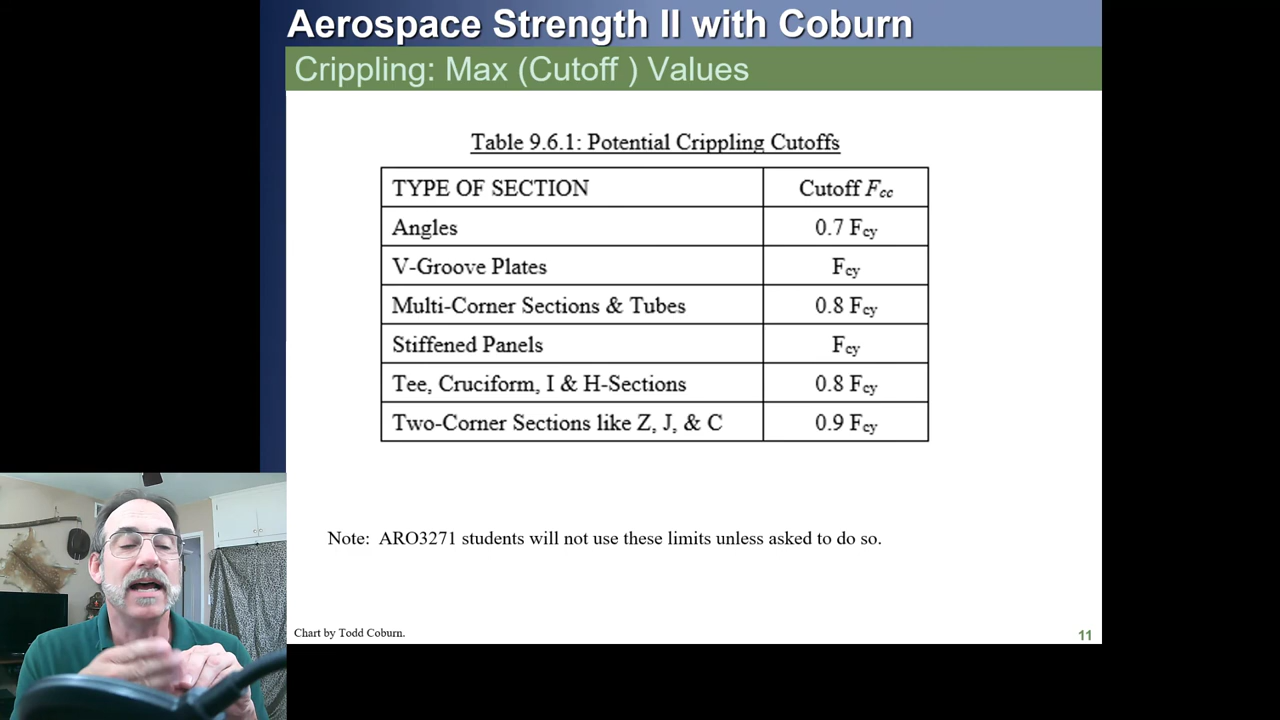 Aerospace Strength II with Coburn
Crippling: Max (Cutoff ) Values
Table 9.6.1: Potential Crippling Cutoffs
TYPE OF SECTION Cutoff Fcc
Angles 0.7 Fcy
V-Groove Plates Fcy
Multi-Corner Sections & Tubes 0.8 Fcy
Stiffened Panels Fcy
Tee, Cruciform, I & H-Sections 0.8 Fcy
Two-Corner Sections like Z, J, & C 0.9 Fcy
Note: ARO3271 students will not use these limits unless asked to do so.
Chart by Todd Coburn.
11